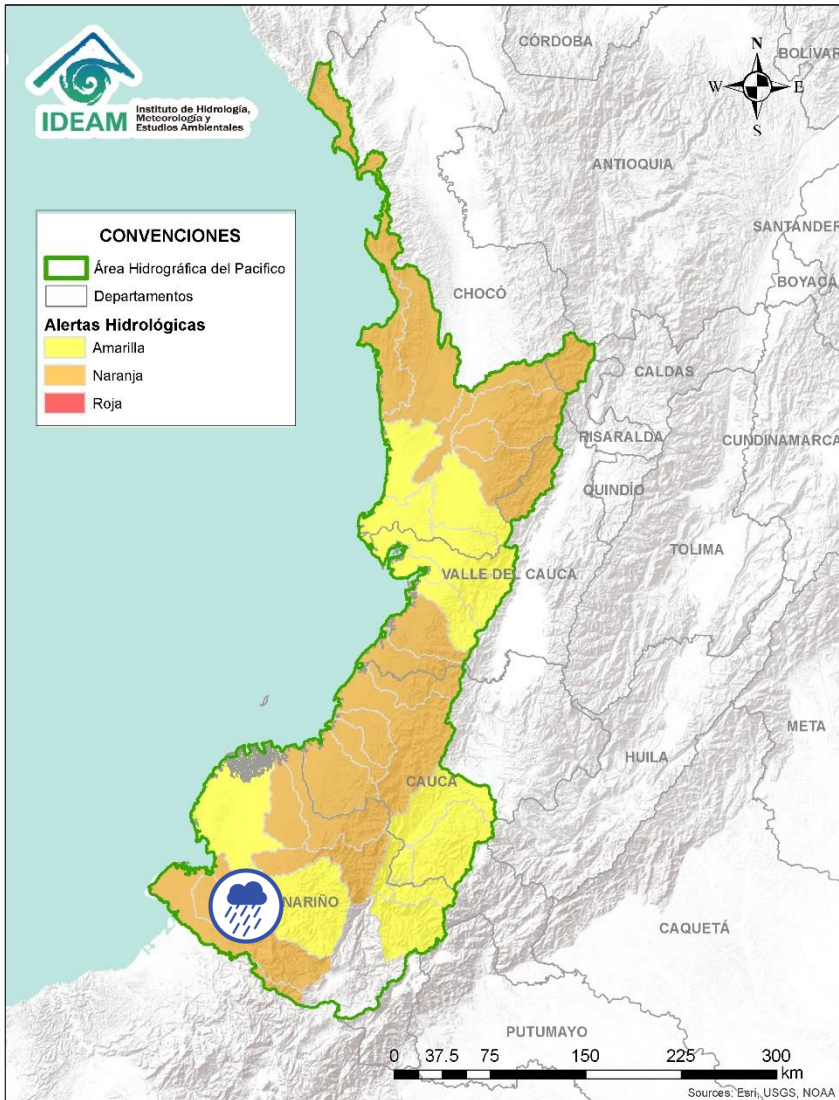 IDEAM
Instituto de Hidrología,
Meteorología y
Estudios Ambientales
CONVENCIONES
Área Hidrográfica del Pacifico
Departamentos
Alertas Hidrológicas
Amarilla
Naranja
Roja
N
W E
S
CÓRDOBA
BOLÍVAR
ANTIOQUIA
SANTANDER
BOYACÁ
CHOCÓ
CALDAS
RISARALDA
CUNDINAMARCA
QUINDÍO
TOLIMA
VALLE DEL CAUCA
META
HUILA
CAUCA
NARIÑO
CAQUETÁ
PUTUMAYO
0 37.5 75 150 225 300
km
Sources: Esri, USGS, NOAA